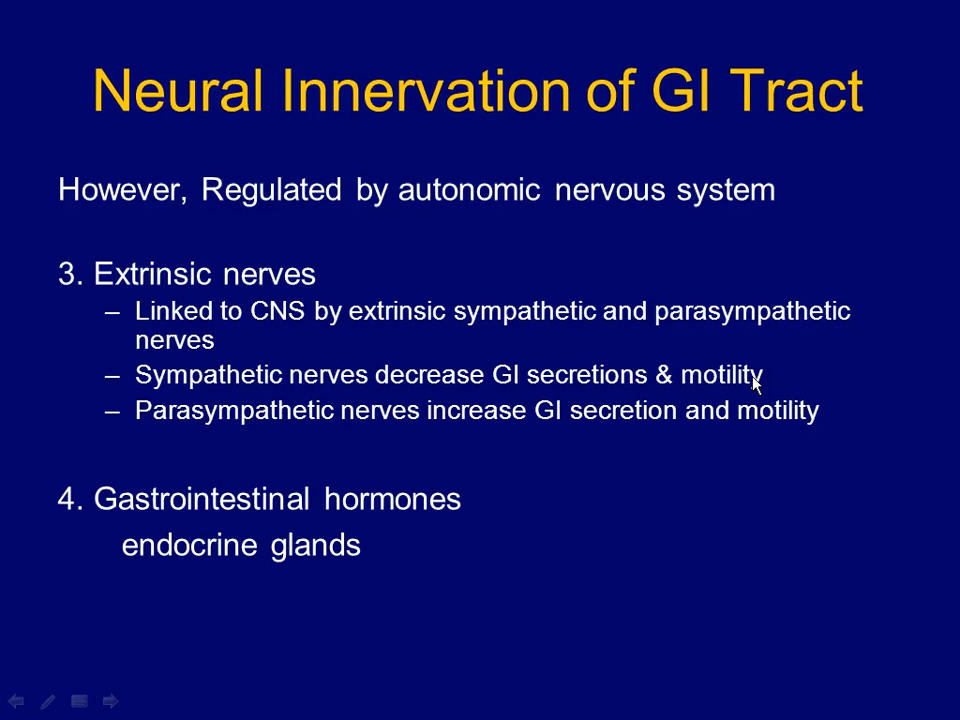 Neural Innervation of GI Tract
However, Regulated by autonomic nervous system
3. Extrinsic nerves
– Linked to CNS by extrinsic sympathetic and parasympathetic
nerves
– Sympathetic nerves decrease GI secretions & motility
– Parasympathetic nerves increase GI secretion and motility
4. Gastrointestinal hormones
endocrine glands